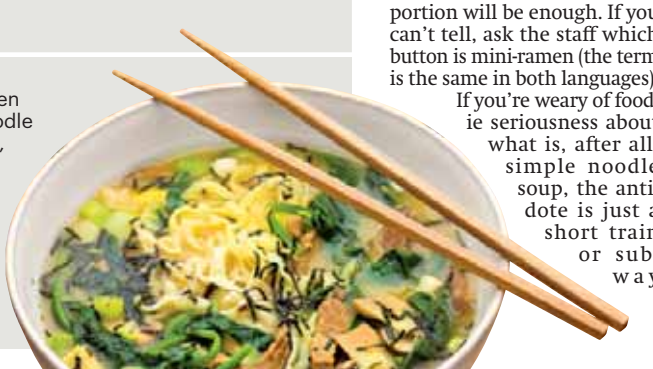 en
odle
,
portion will be enough. If you
can't tell, ask the staff which
button is mini-ramen (the term
is the same in both languages)
If you're weary of food
ie seriousness about
what is, after all
simple noodle
soup, the anti
dote is just a
short train
or sub
way